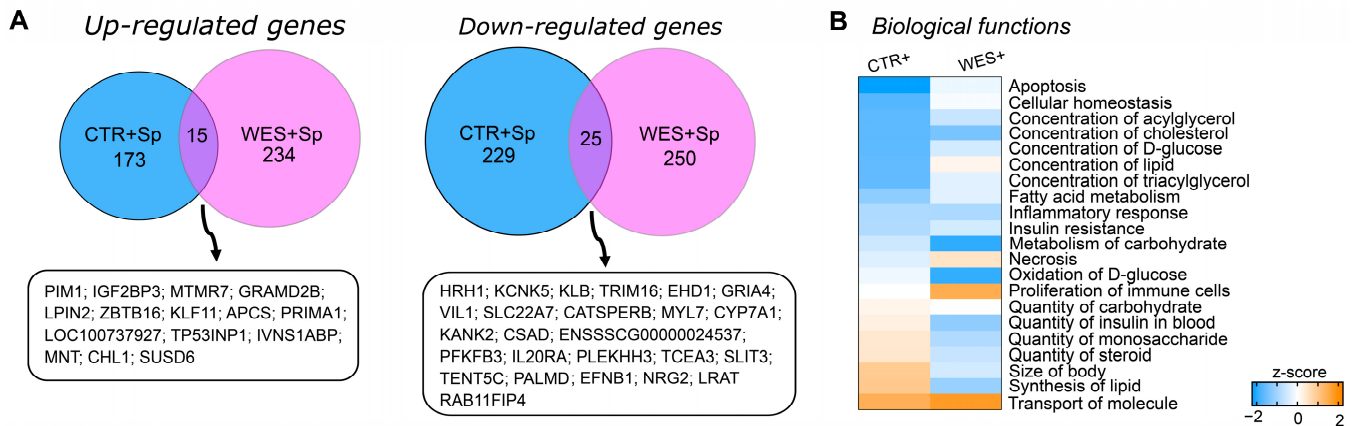 A
Up-regulated genes
CTR+Sp
173
15
WES+Sp
234
PIM1; IGF2BP3; MTMR7; GRAMD2B;
LPIN2; ZBTB16; KLF11; APCS; PRIMA1;
LOC100737927; TP53INP1; IVNS1ABP;
MNT; CHL1; SUSD6
Down-regulated genes
CTR+Sp
229
25
WES+Sp
250
HRH1; KCNK5; KLB; TRIM16; EHD1; GRIA4;
VIL1; SLC22A7; CATSPERB; MYL7; CYP7A1;
KANK2; CSAD; ENSSSCG00000024537;
PFKFB3; IL20RA; PLEKHH3; TCEA3; SLIT3;
TENT5C; PALMD; EFNB1; NRG2; LRAT
RAB11FIP4
B
Biological functions
CTR+ WES+
Apoptosis
Cellular homeostasis
Concentration of acylglycerol
Concentration of cholesterol
Concentration of D-glucose
Concentration of lipid
Concentration of triacylglycerol
Fatty acid metabolism
Inflammatory response
Insulin resistance
Metabolism of carbohydrate
Necrosis
Oxidation of D-glucose
Proliferation of immune cells
Quantity of carbohydrate
Quantity of insulin in blood
Quantity of monosaccharide
Quantity of steroid
Size of body
Synthesis of lipid
Transport of molecule
z-score
−2 0 2